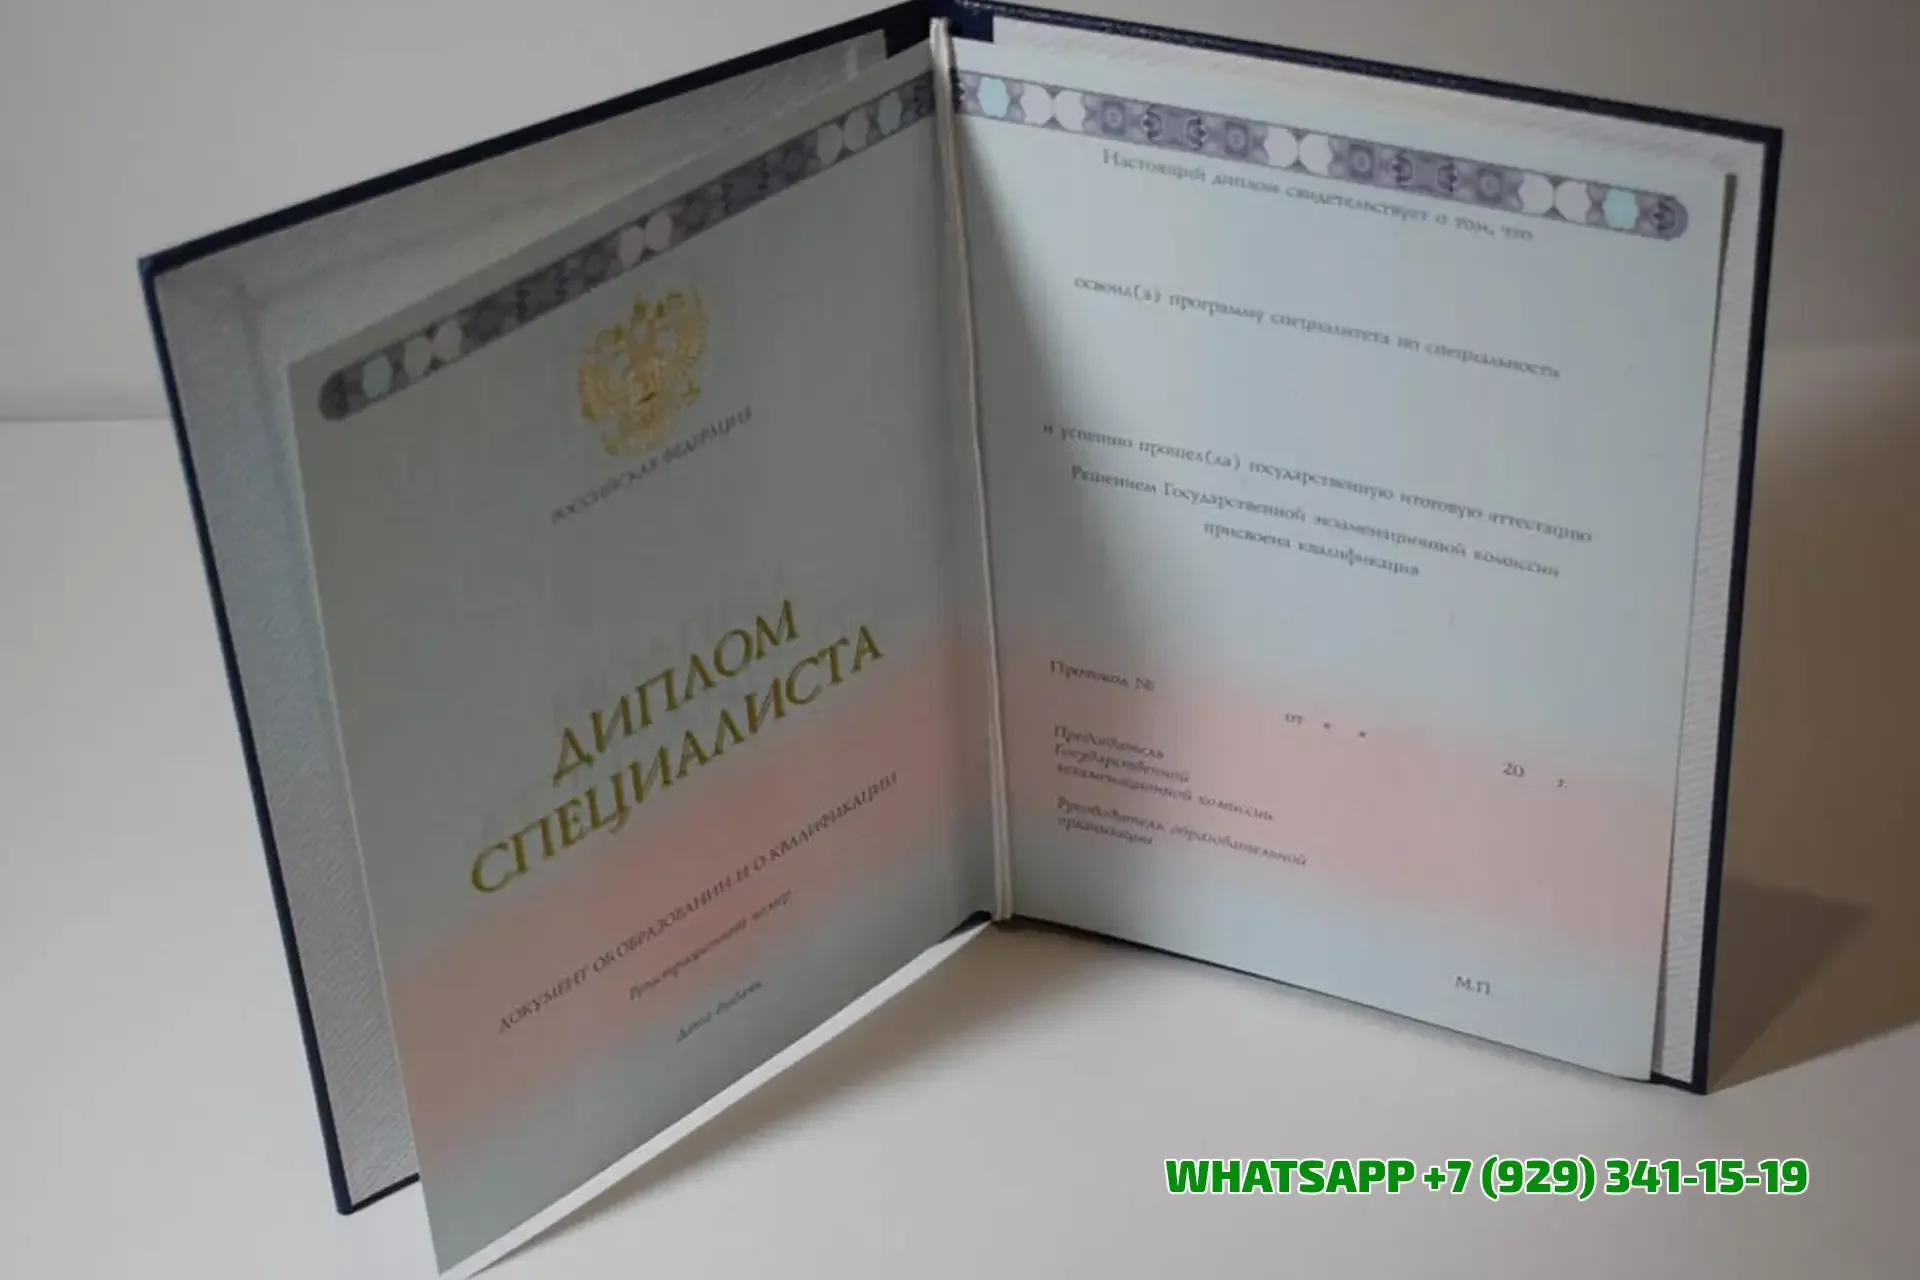 РОССИЙСКАЯ ФЕДЕРАЦИЯ
ДИПЛОМ
СПЕЦИАЛИСТА
ДОКУМЕНТ ОБ ОБРАЗОВАНИИ И О КВАЛИФИКАЦИИ
Регистрационный номер
Дата выдачи
Настоящий диплом свидетельствует о том, что
освоил(а) программу специалитета по специальности
и успешно прошел(ла) государственную итоговую аттестацию
Решением Государственной экзаменационной комиссии
присвоена квалификация
Протокол №
от « »
20 г.
Председатель
Государственной
экзаменационной комиссии
Руководитель образовательной
организации
М.П.
WHATSAPP +7 (929) 341-15-19